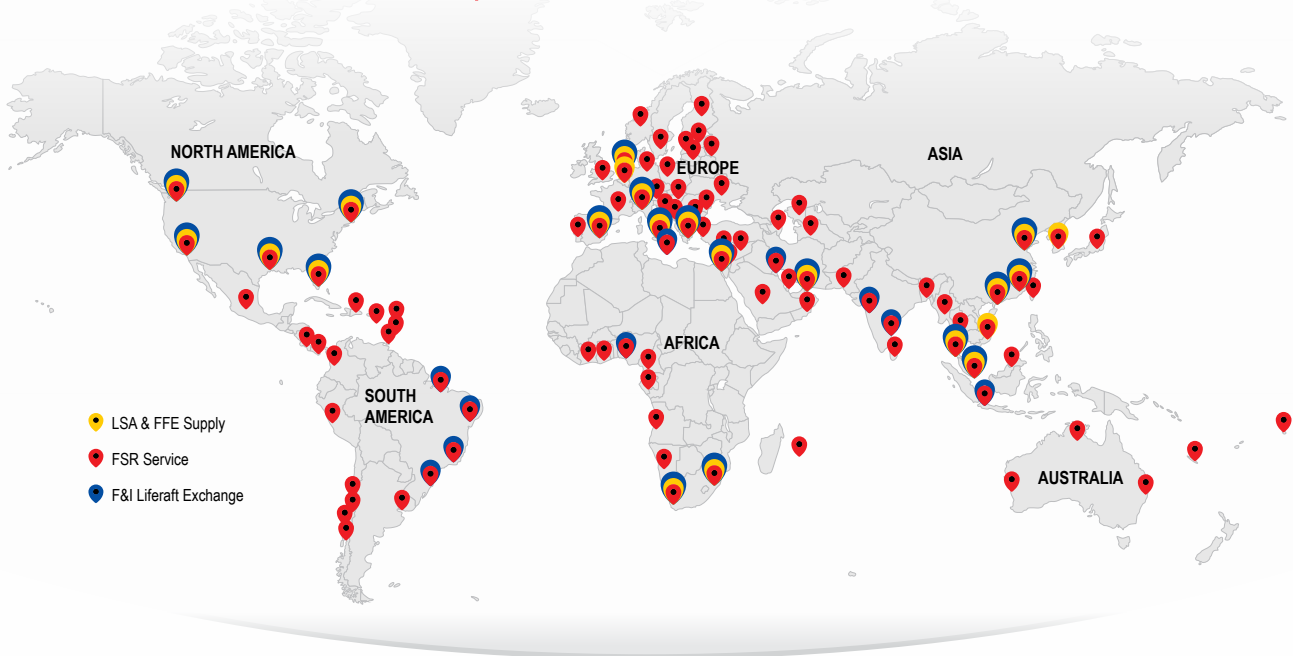 NORTH AMERICA
EUROPE
ASIA
AFRICA
SOUTH
AMERICA
AUSTRALIA
LSA & FFE Supply
FSR Service
F&I Liferaft Exchange